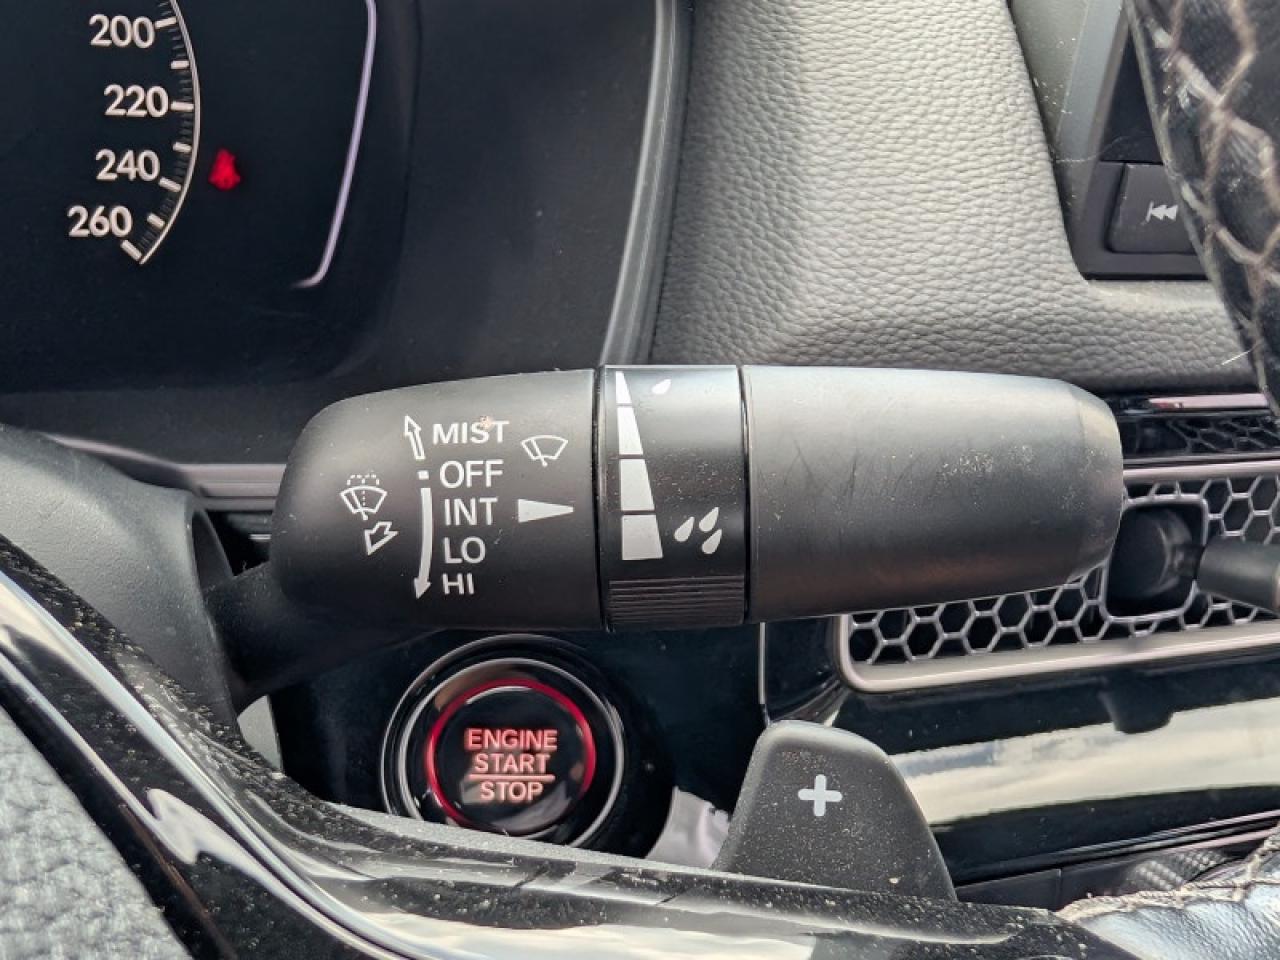 200
220
240
260
MIST
OFF
INT
LO
HI
ENGINE
START
STOP
+